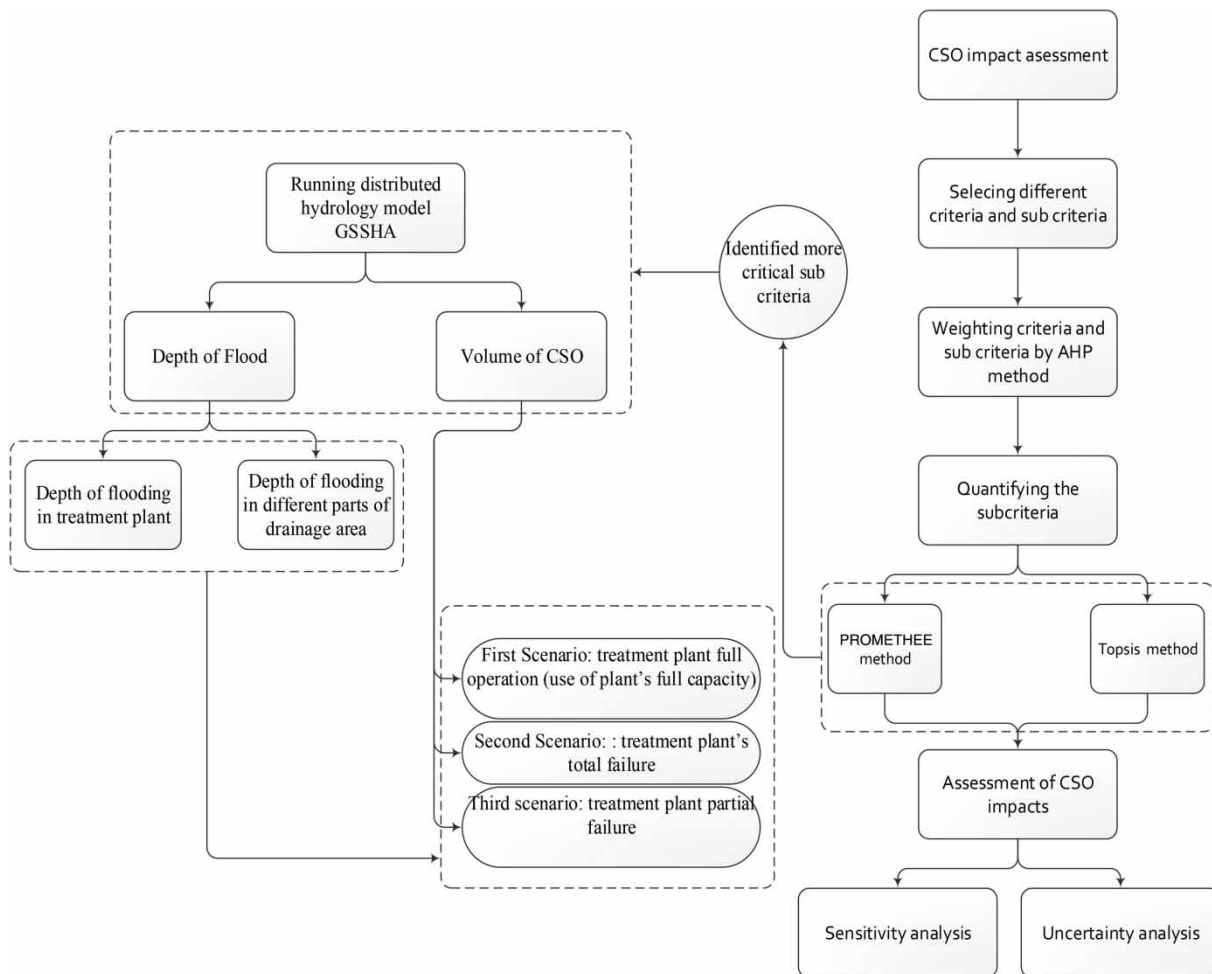 CSO impact asessment
Selecing different
criteria and sub criteria
Weighting criteria and
sub criteria by AHP
method
Quantifying the
subcriteria
PROMETHEE
method
Topsis method
Assessment of CSO
impacts
Sensitivity analysis
Uncertainty analysis
Identified more
critical sub
criteria
Running distributed
hydrology model
GSSHA
Depth of Flood
Volume of CSO
Depth of flooding
in treatment plant
Depth of flooding
in different parts of
drainage area
First Scenario: treatment plant full
operation (use of plant’s full capacity)
Second Scenario: : treatment plant’s
total failure
Third scenario: treatment plant partial
failure